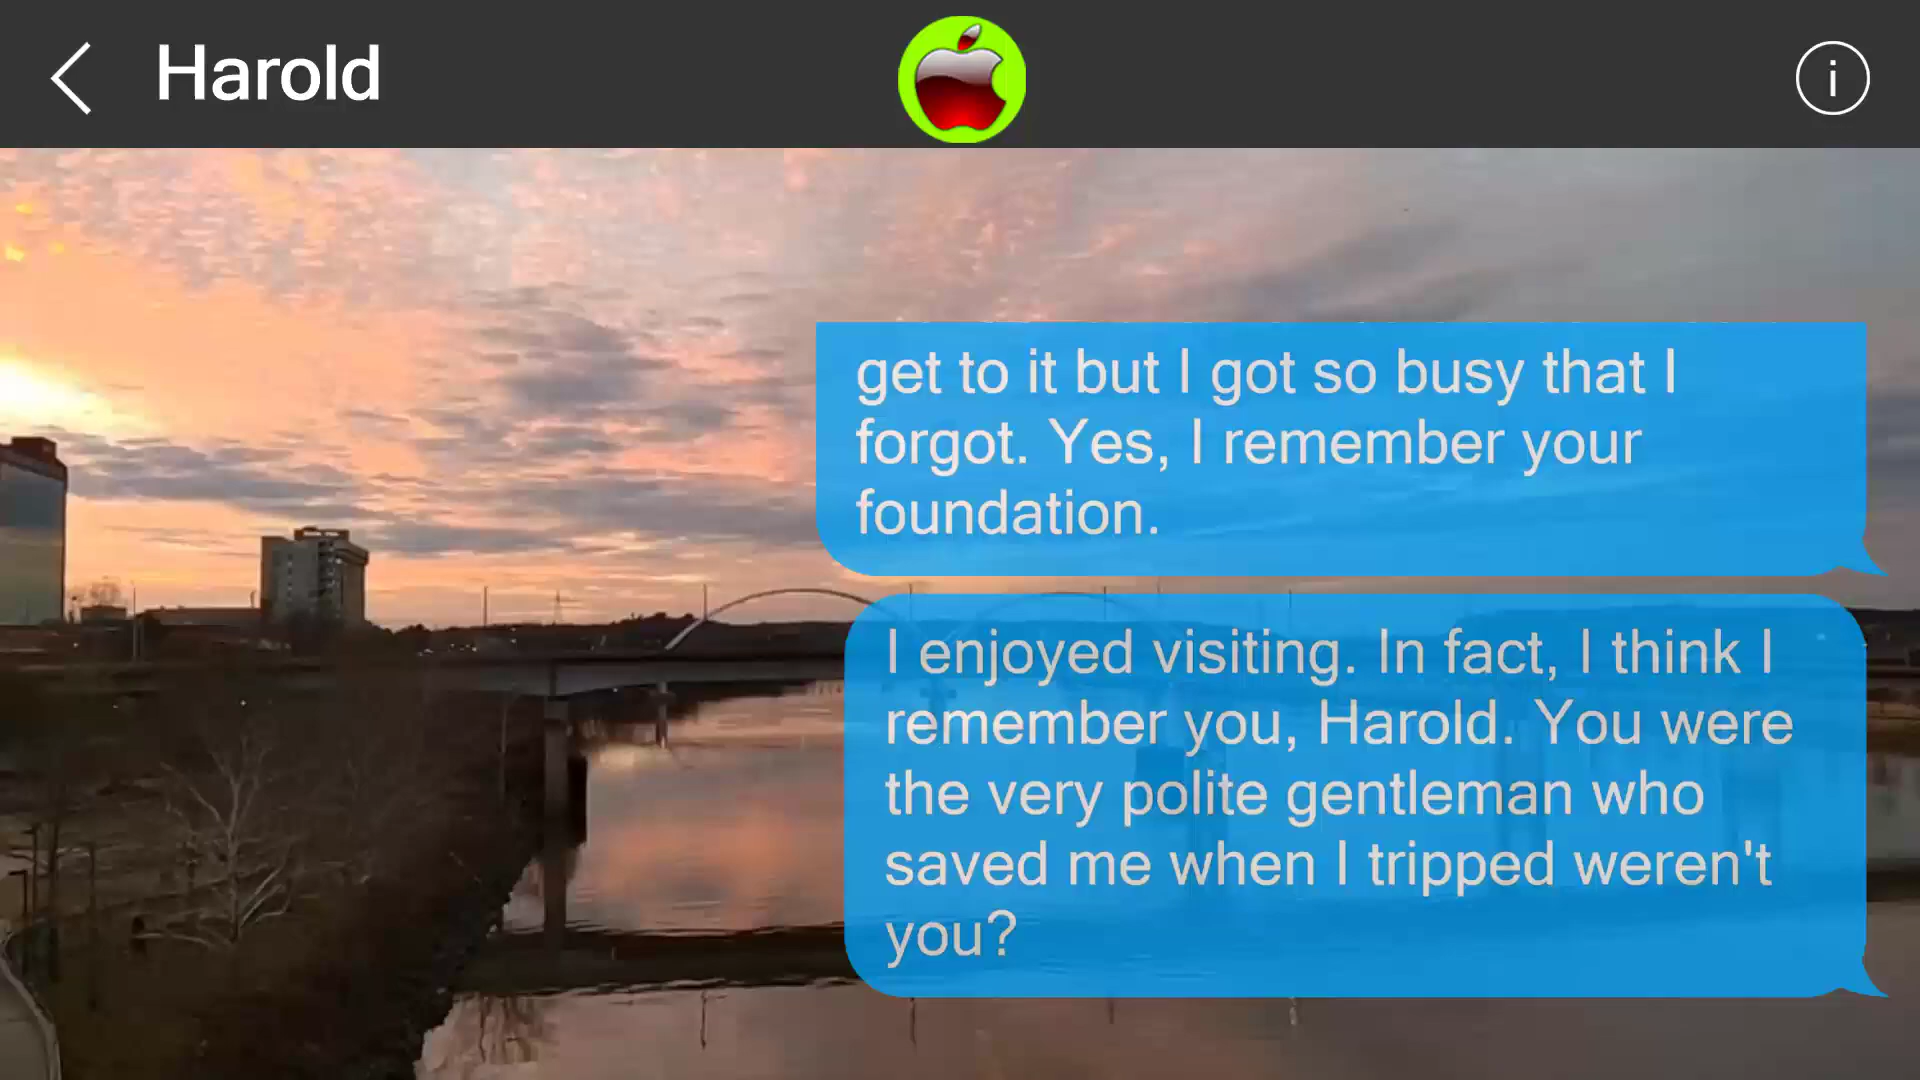 Harold
i
get to it but I got so busy that I
forgot. Yes, I remember your
foundation.
I enjoyed visiting. In fact, I think I
remember you, Harold. You were
the very polite gentleman who
saved me when I tripped weren't
you?